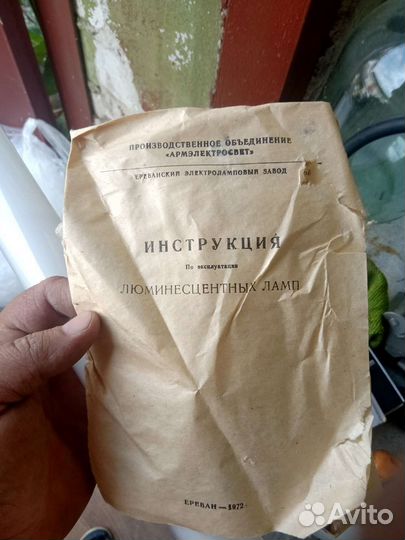 ПРОИЗВОДСТВЕННОЕ ОБЪЕДИНЕНИЕ
«АРМЭЛЕКТРОСВЕТ»
ЕРЕВАНСКИЙ ЭЛЕКТРОЛАМПОВЫЙ ЗАВОД
ИНСТРУКЦИЯ
По эксплуатации
ЛЮМИНЕСЦЕНТНЫХ ЛАМП
ЕРЕВАН—1972
Avito